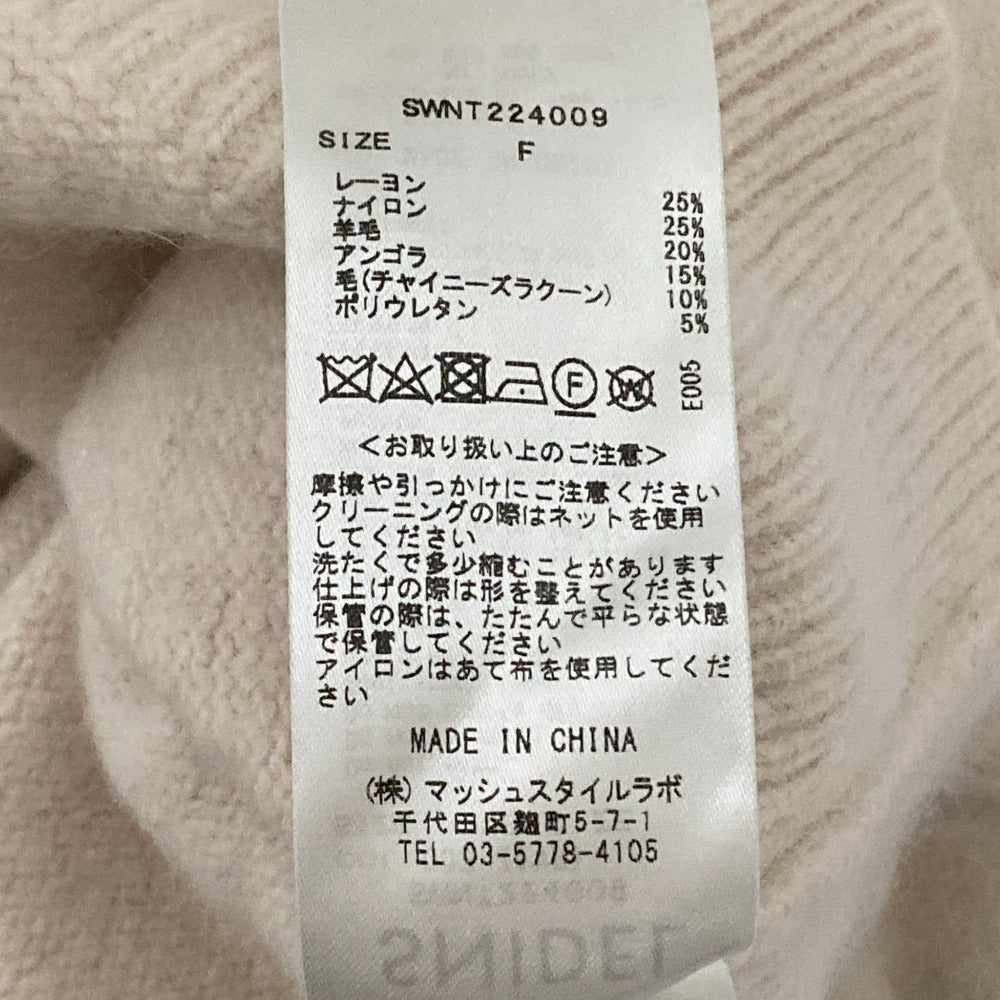 SWNT224009
SIZE F
レーヨン 25%
ナイロン 25%
羊毛 20%
アンゴラ 15%
毛(チャイニーズラクーン) 10%
ポリウレタン 5%
F
W
E005
<お取り扱い上のご注意>
摩擦や引っかけにご注意ください
クリーニングの際はネットを使用
してください
洗たくで多少縮むことがあります
仕上げの際は形を整えてください
保管の際は、たたんで平らな状態
で保管してください
アイロンはあて布を使用してくだ
さい
MADE IN CHINA
(株)マッシュスタイルラボ
千代田区麹町5-7-1
TEL 03-5778-4105
SWNT224009
SNIDEL